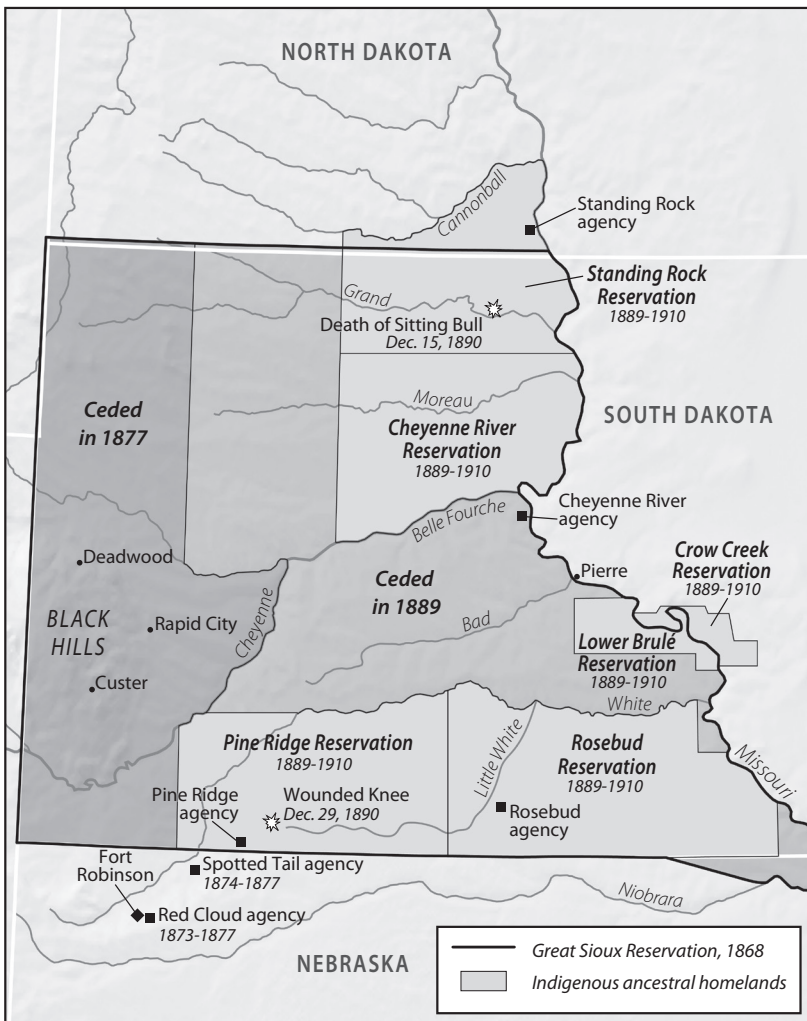 NORTH DAKOTA
Cannonball
Standing Rock
agency
Standing Rock
Reservation
1889-1910
Grand
Death of Sitting Bull
Dec. 15, 1890
Ceded
in 1877
Moreau
SOUTH DAKOTA
Cheyenne River
Reservation
1889-1910
Belle Fourche
Cheyenne River
agency
Deadwood
Ceded
in 1889
Pierre
Crow Creek
Reservation
1889-1910
BLACK
HILLS
Rapid City
Cheyenne
Bad
Lower Brulé
Reservation
1889-1910
Custer
White
Pine Ridge Reservation
1889-1910
Little White
Rosebud
Reservation
1889-1910
Missouri
Pine Ridge
agency
Wounded Knee
Dec. 29, 1890
Rosebud
agency
Fort
Robinson
Spotted Tail agency
1874-1877
Red Cloud agency
1873-1877
Niobrara
NEBRASKA
Great Sioux Reservation, 1868
Indigenous ancestral homelands